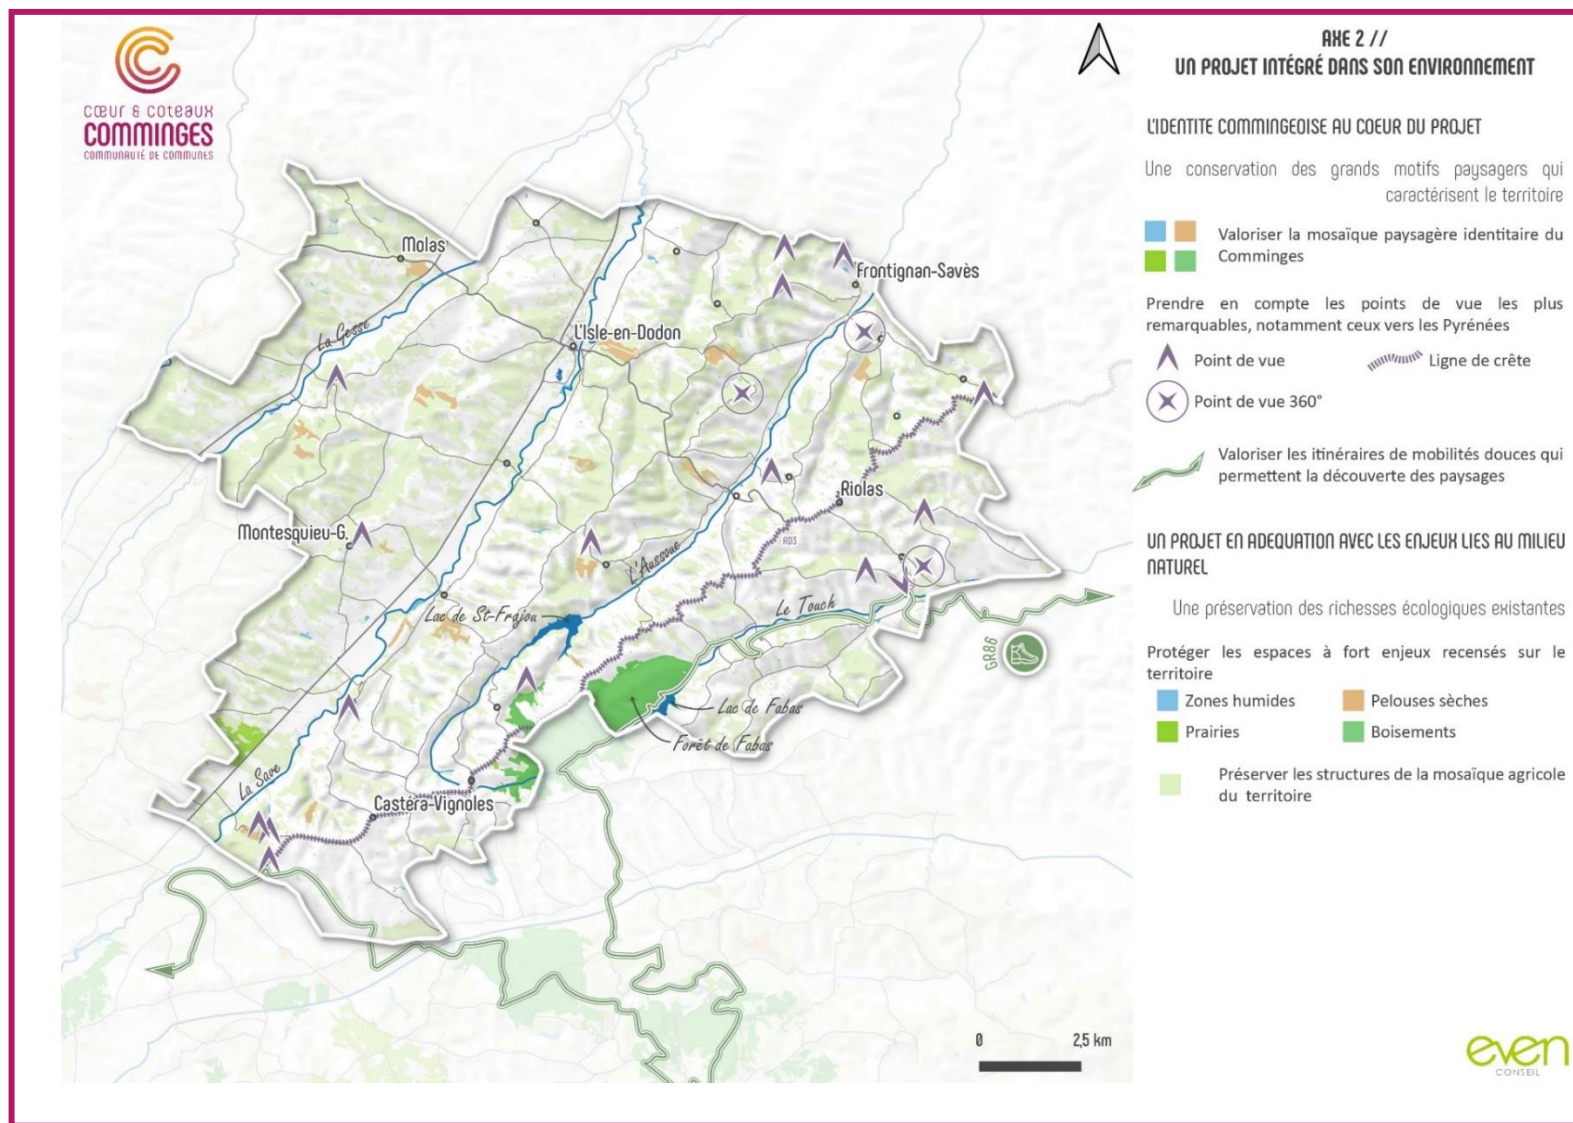 CŒUR & COTEAUX
COMMINGES
COMMUNAUTÉ DE COMMUNES
Molas
Frontignan-Savès
La Gesse
L'Isle-en-Dodon
Riolas
Montesquieu-G.
RD3
L'Aussoue
Lac de St-Frajou
Le Touch
GR86
Lac de Fabas
Forêt de Fabas
La Save
Castéra-Vignoles
0 2,5 km
AXE 2 //
UN PROJET INTÉGRÉ DANS SON ENVIRONNEMENT
L'IDENTITE COMMINGEOISE AU COEUR DU PROJET
Une conservation des grands motifs paysagers qui
caractérisent le territoire
Valoriser la mosaïque paysagère identitaire du
Comminges
Prendre en compte les points de vue les plus
remarquables, notamment ceux vers les Pyrénées
Point de vue
Ligne de crête
Point de vue 360°
Valoriser les itinéraires de mobilités douces qui
permettent la découverte des paysages
UN PROJET EN ADEQUATION AVEC LES ENJEUX LIES AU MILIEU
NATUREL
Une préservation des richesses écologiques existantes
Protéger les espaces à fort enjeux recensés sur le
territoire
Zones humides
Pelouses sèches
Prairies
Boisements
Préserver les structures de la mosaïque agricole
du territoire
even
CONSEIL